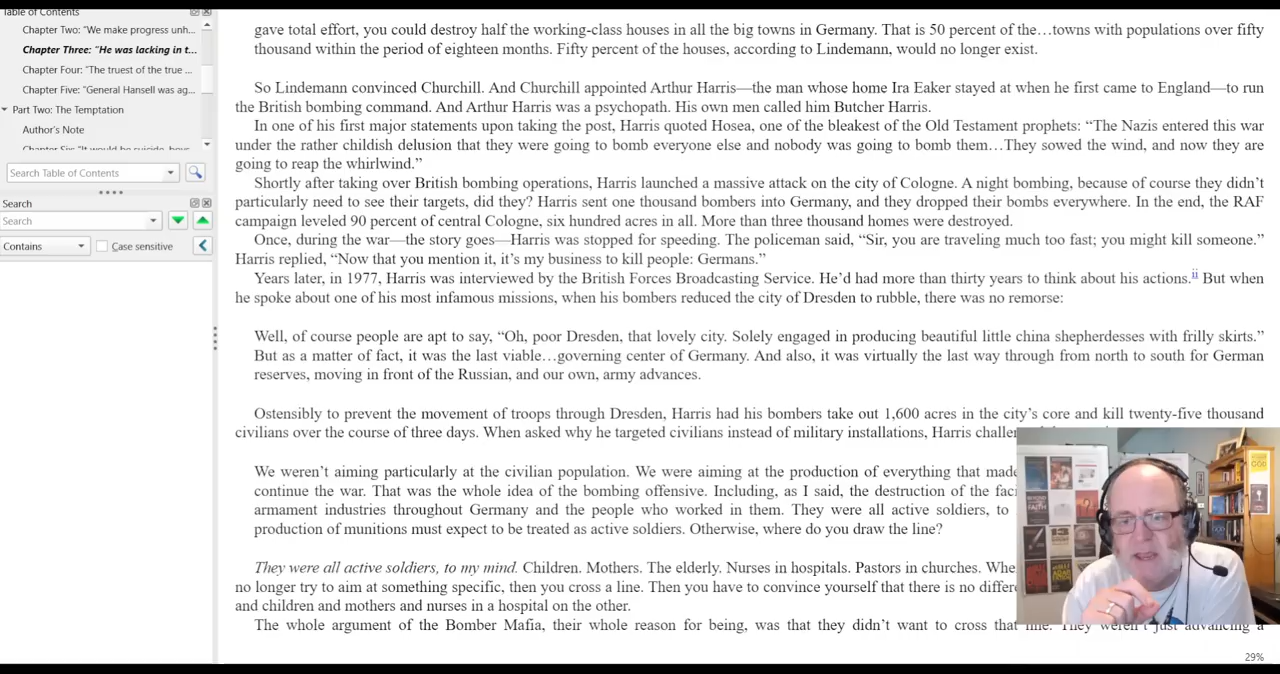 Table of Contents
Chapter Two: "We make progress unh...
Chapter Three: "He was lacking in t...
Chapter Four: "The truest of the true ...
Chapter Five: "General Hansell was ag...
Part Two: The Temptation
Author's Note
Chapter Six: "It would be suicide, boys
Search Table of Contents
Search
Search
Contains
Case sensitive
gave total effort, you could destroy half the working-class houses in all the big towns in Germany. That is 50 percent of the…towns with populations over fifty
thousand within the period of eighteen months. Fifty percent of the houses, according to Lindemann, would no longer exist.
So Lindemann convinced Churchill. And Churchill appointed Arthur Harris—the man whose home Ira Eaker stayed at when he first came to England—to run
the British bombing command. And Arthur Harris was a psychopath. His own men called him Butcher Harris.
In one of his first major statements upon taking the post, Harris quoted Hosea, one of the bleakest of the Old Testament prophets: “The Nazis entered this war
under the rather childish delusion that they were going to bomb everyone else and nobody was going to bomb them…They sowed the wind, and now they are
going to reap the whirlwind.”
Shortly after taking over British bombing operations, Harris launched a massive attack on the city of Cologne. A night bombing, because of course they didn’t
particularly need to see their targets, did they? Harris sent one thousand bombers into Germany, and they dropped their bombs everywhere. In the end, the RAF
campaign leveled 90 percent of central Cologne, six hundred acres in all. More than three thousand homes were destroyed.
Once, during the war—the story goes—Harris was stopped for speeding. The policeman said, “Sir, you are traveling much too fast; you might kill someone.”
Harris replied, “Now that you mention it, it’s my business to kill people: Germans.”
Years later, in 1977, Harris was interviewed by the British Forces Broadcasting Service. He’d had more than thirty years to think about his actions.ii But when
he spoke about one of his most infamous missions, when his bombers reduced the city of Dresden to rubble, there was no remorse:
Well, of course people are apt to say, “Oh, poor Dresden, that lovely city. Solely engaged in producing beautiful little china shepherdesses with frilly skirts.”
But as a matter of fact, it was the last viable…governing center of Germany. And also, it was virtually the last way through from north to south for German
reserves, moving in front of the Russian, and our own, army advances.
Ostensibly to prevent the movement of troops through Dresden, Harris had his bombers take out 1,600 acres in the city’s core and kill twenty-five thousand
civilians over the course of three days. When asked why he targeted civilians instead of military installations, Harris
We weren’t aiming particularly at the civilian population. We were aiming at the production of everything that made
continue the war. That was the whole idea of the bombing offensive. Including, as I said, the destruction of the
armament industries throughout Germany and the people who worked in them. They were all active soldiers, to
production of munitions must expect to be treated as active soldiers. Otherwise, where do you draw the line?
They were all active soldiers, to my mind. Children. Mothers. The elderly. Nurses in hospitals. Pastors in churches.
no longer try to aim at something specific, then you cross a line. Then you have to convince yourself that there is no
and children and mothers and nurses in a hospital on the other.
The whole argument of the Bomber Mafia, their whole reason for being, was that they didn’t want to cross that
29%